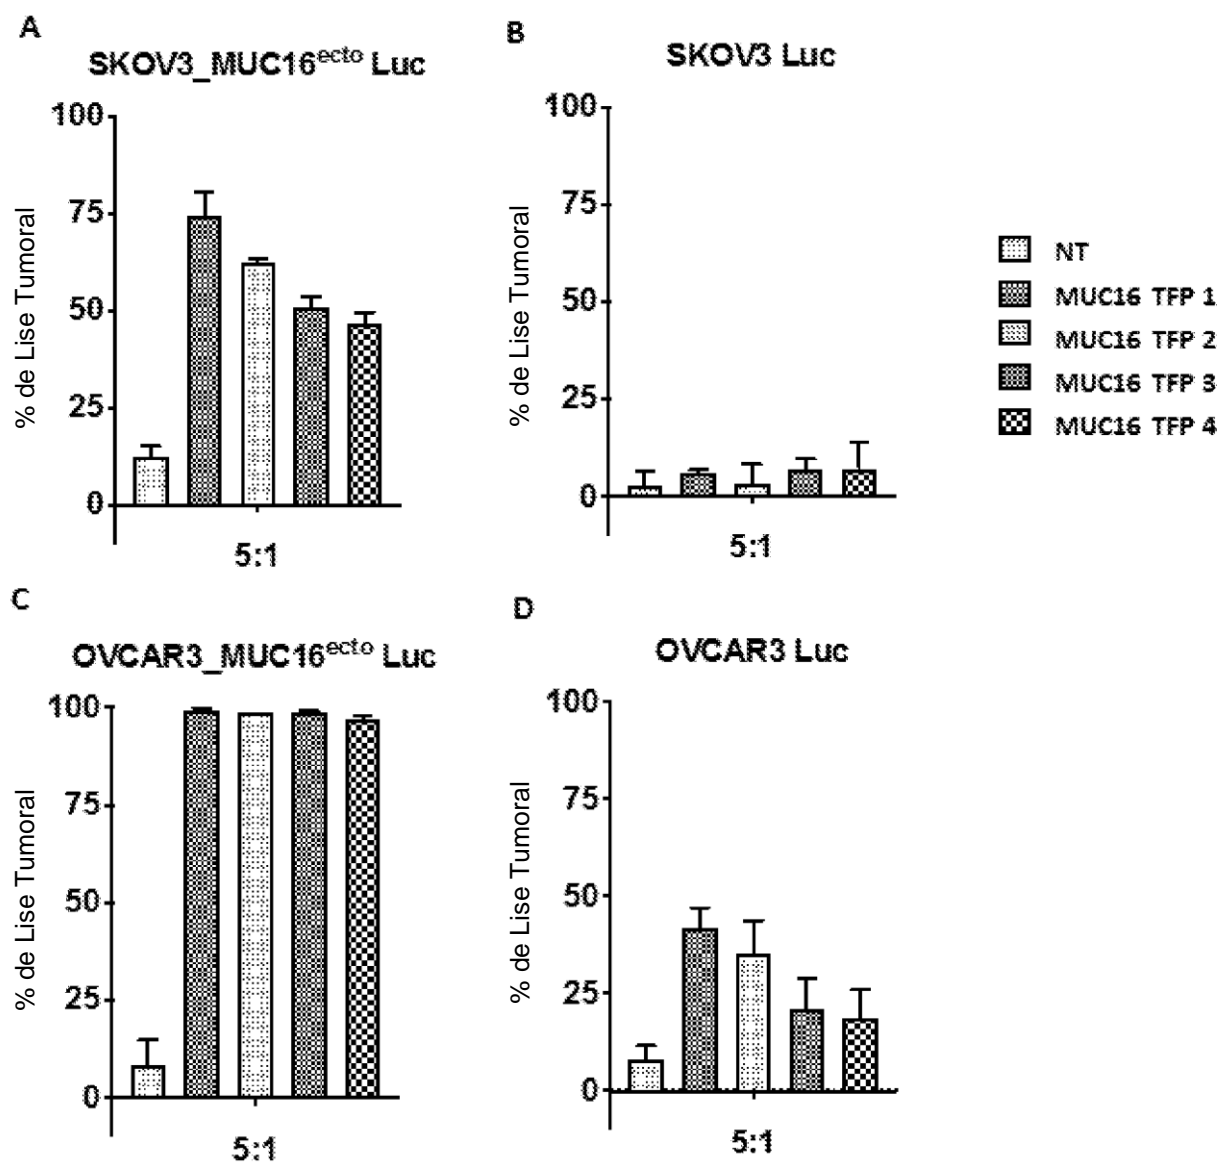 A
SKOV3_MUC16ecto Luc
% de Lise Tumoral
100
75
50
25
0
5:1
B
SKOV3 Luc
% de Lise Tumoral
100
75
50
25
0
5:1
NT
MUC16 TFP 1
MUC16 TFP 2
MUC16 TFP 3
MUC16 TFP 4
C
OVCAR3_MUC16ecto Luc
% de Lise Tumoral
100
75
50
25
0
5:1
D
OVCAR3 Luc
% de Lise Tumoral
100
75
50
25
0
5:1